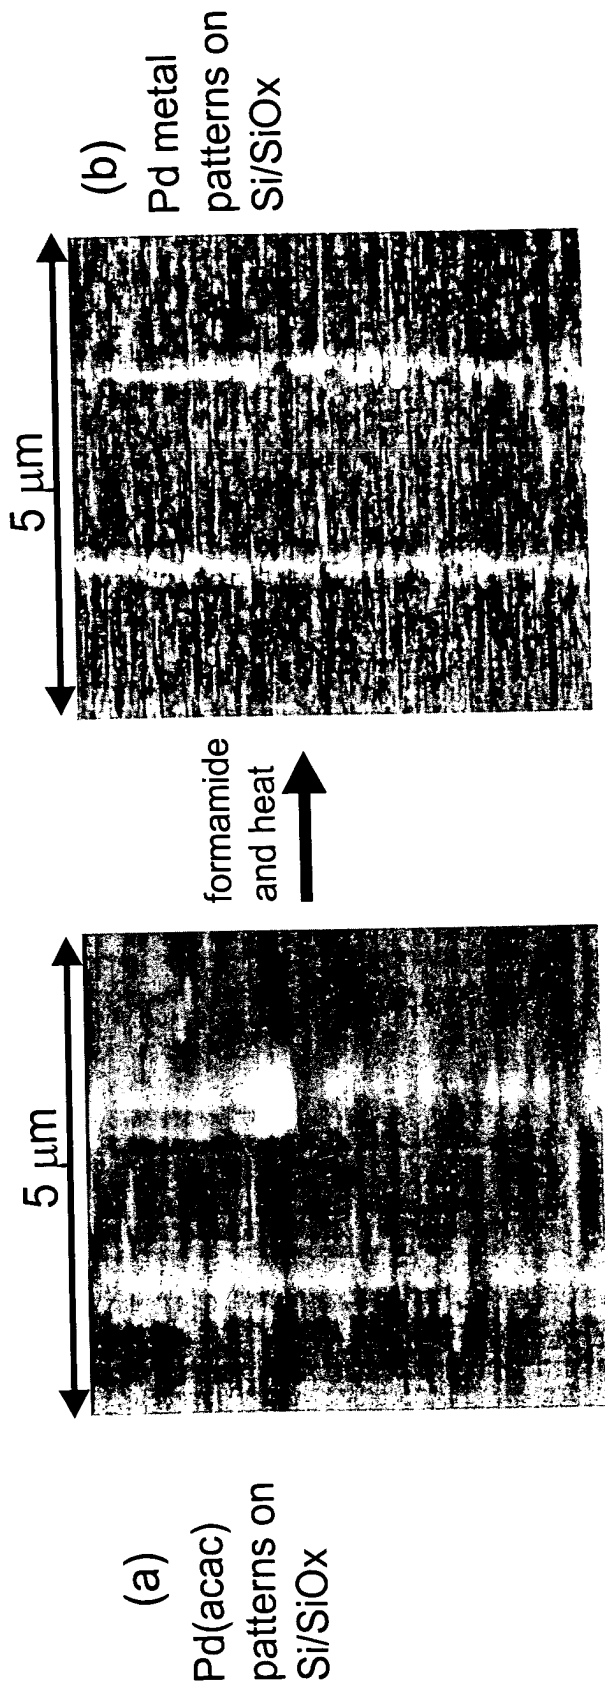 (a)
Pd(acac)
patterns on
Si/SiOx
5 μm
formamide
and heat
5 μm
(b)
Pd metal
patterns on
Si/SiOx